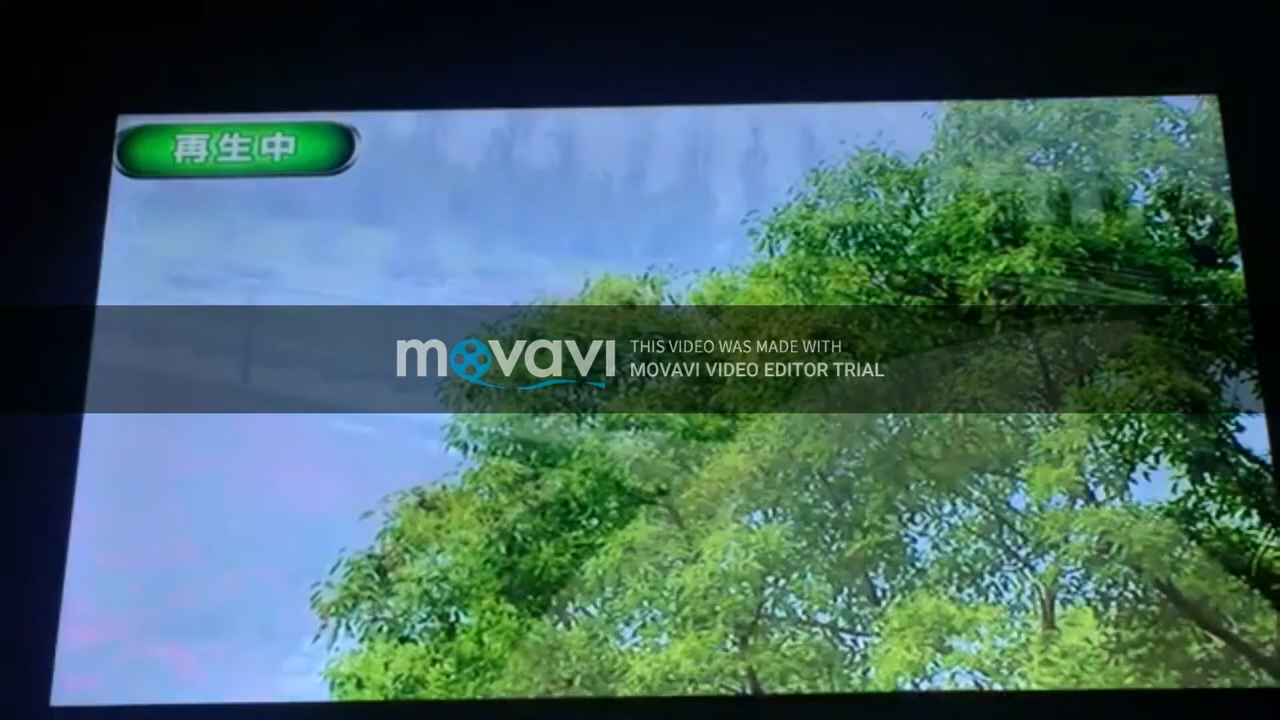 再生中
movavi
THIS VIDEO WAS MADE WITH
MOVAVI VIDEO EDITOR TRIAL